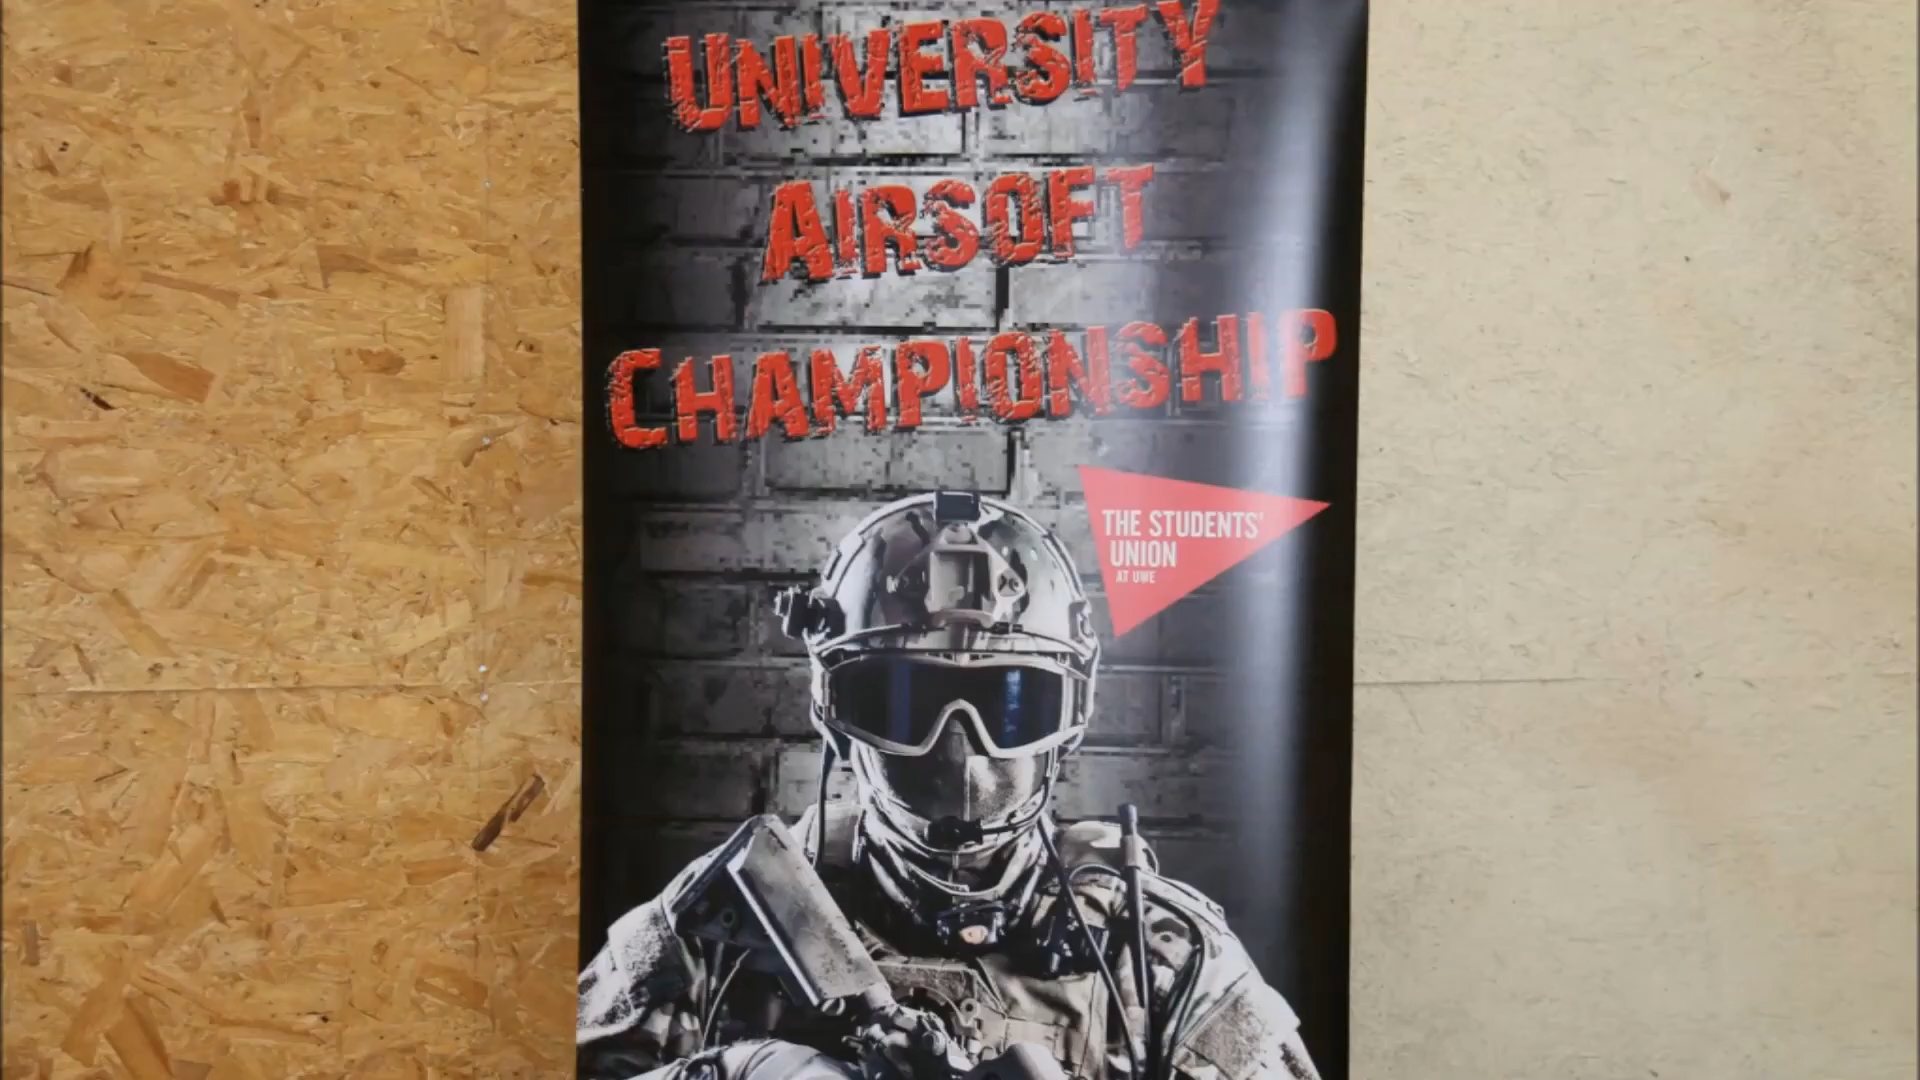 UNIVERSITY
AIRSOFT
CHAMPIONSHIP
THE STUDENTS'
UNION
AT UWE